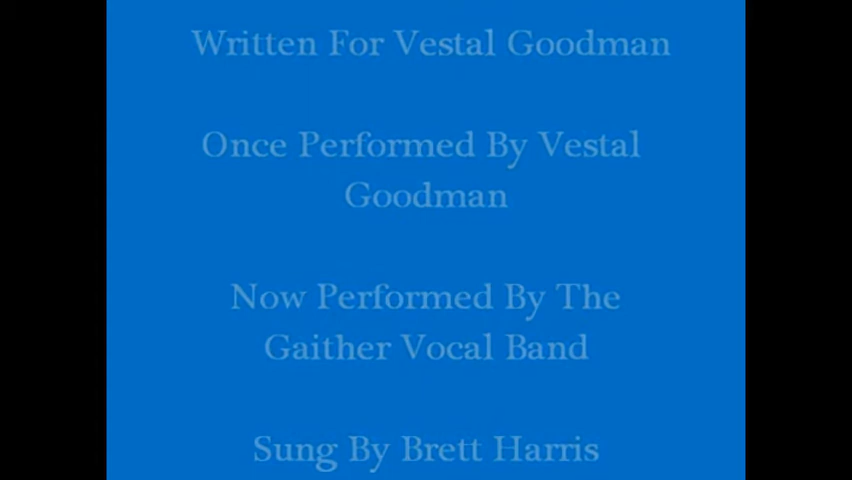 Written For Vestal Goodman
Once Performed By Vestal
Goodman
Now Performed By The
Gaither Vocal Band
Sung By Brett Harris